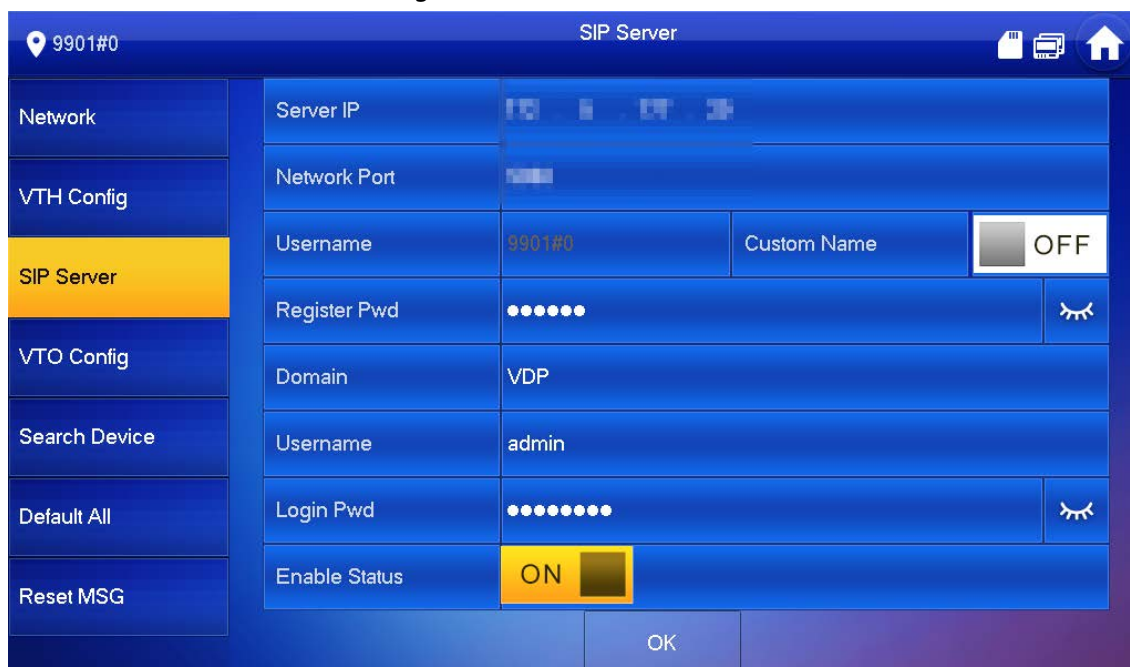 9901#0 SIP Server
Network
VTH Config
SIP Server
VTO Config
Search Device
Default All
Reset MSG
Server IP
Network Port
Username 9901#0 Custom Name OFF
Register Pwd ●●●●●●
Domain VDP
Username admin
Login Pwd ●●●●●●●●
Enable Status ON
OK